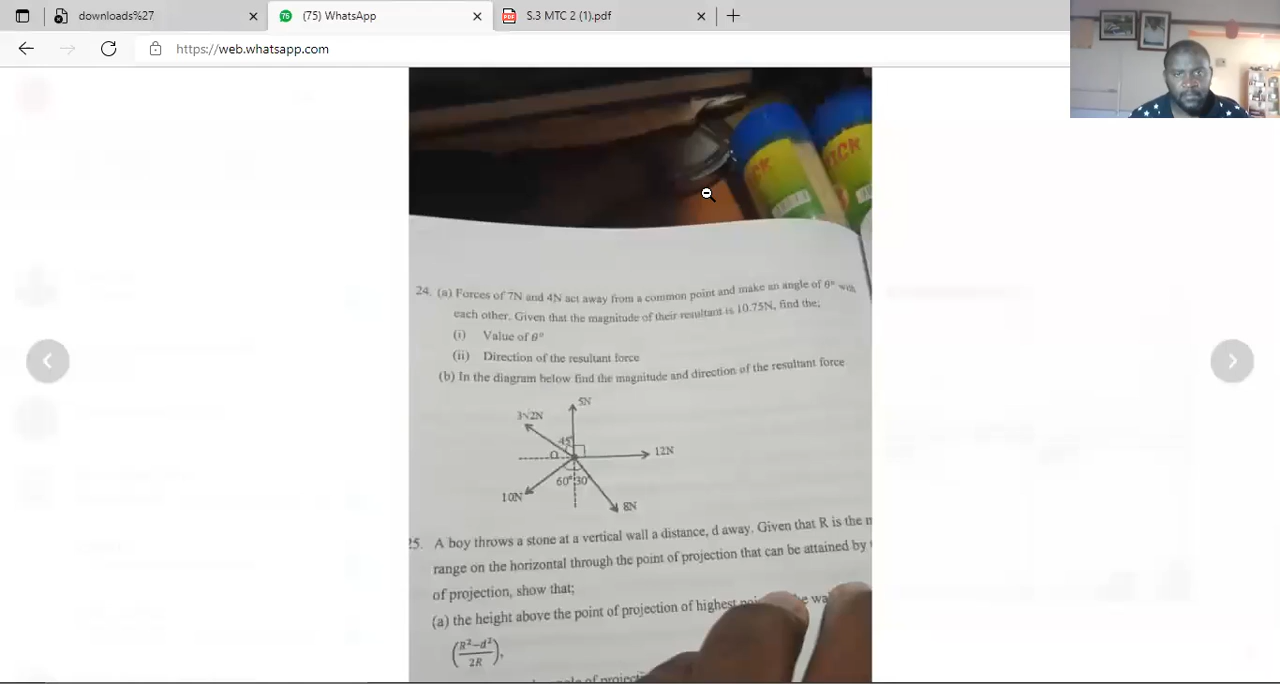 downloads%27
(75) WhatsApp
S.3 MTC 2 (1).pdf
https://web.whatsapp.com
24. (a) Forces of 7N and 4N act away from a common point and make an angle of θ° with
each other. Given that the magnitude of their resultant is 10.75N, find the;
(i) Value of θ°
(ii) Direction of the resultant force
(b) In the diagram below find the magnitude and direction of the resultant force
5N
3√2N
45°
12N
60° 30°
10N
8N
25. A boy throws a stone at a vertical wall a distance, d away. Given that R is the
range on the horizontal through the point of projection that can be attained by
of projection, show that;
(a) the height above the point of projection of highest
(R²–d²/2R),